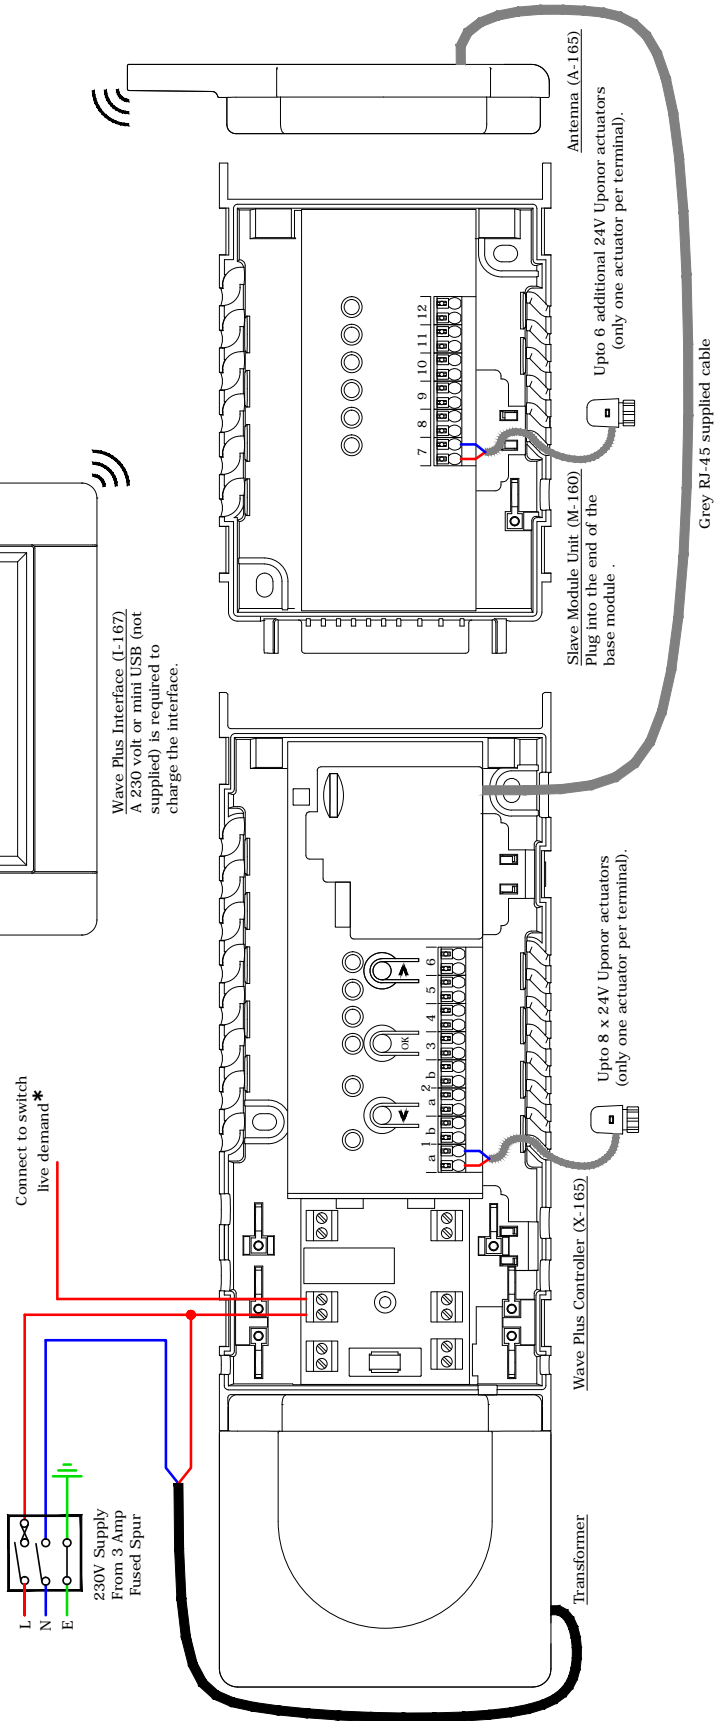 L
N
E
230V Supply
From 3 Amp
Fused Spur
Connect to switch
live demand*
Wave Plus Interface (I-167)
A 230 volt or mini USB (not
supplied) is required to
charge the interface.
OK
< >
a 1 b a 2 b 3 4 5 6
7 8 9 10 11 12
Transformer
Wave Plus Controller (X-165)
Upto 8 x 24V Uponor actuators
(only one actuator per terminal).
Slave Module Unit (M-160)
Plug into the end of the
base module .
Upto 6 additional 24V Uponor actuators
(only one actuator per terminal).
Antenna (A-165)
Grey RJ-45 supplied cable